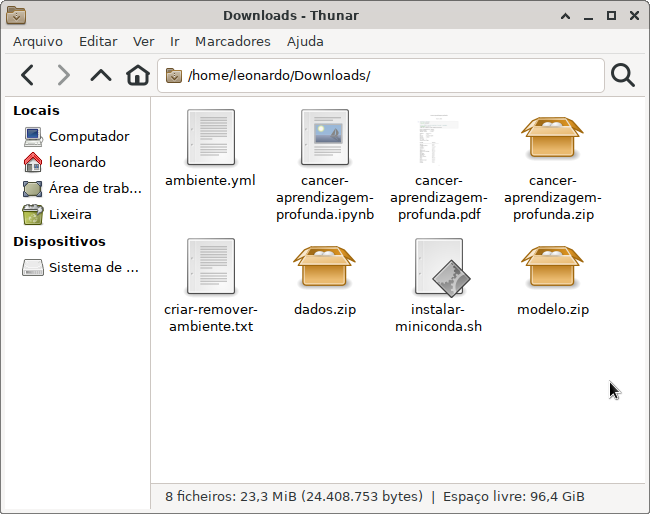 Downloads - Thunar
Arquivo Editar Ver Ir Marcadores Ajuda
/home/leonardo/Downloads/
Locais
Computador
leonardo
Área de trab...
Lixeira
Dispositivos
Sistema de ...
ambiente.yml
cancer-
aprendizagem-
profunda.ipynb
cancer-
aprendizagem-
profunda.pdf
cancer-
aprendizagem-
profunda.zip
criar-remover-
ambiente.txt
dados.zip
instalar-
miniconda.sh
modelo.zip
8 ficheiros: 23,3 MiB (24.408.753 bytes) | Espaço livre: 96,4 GiB